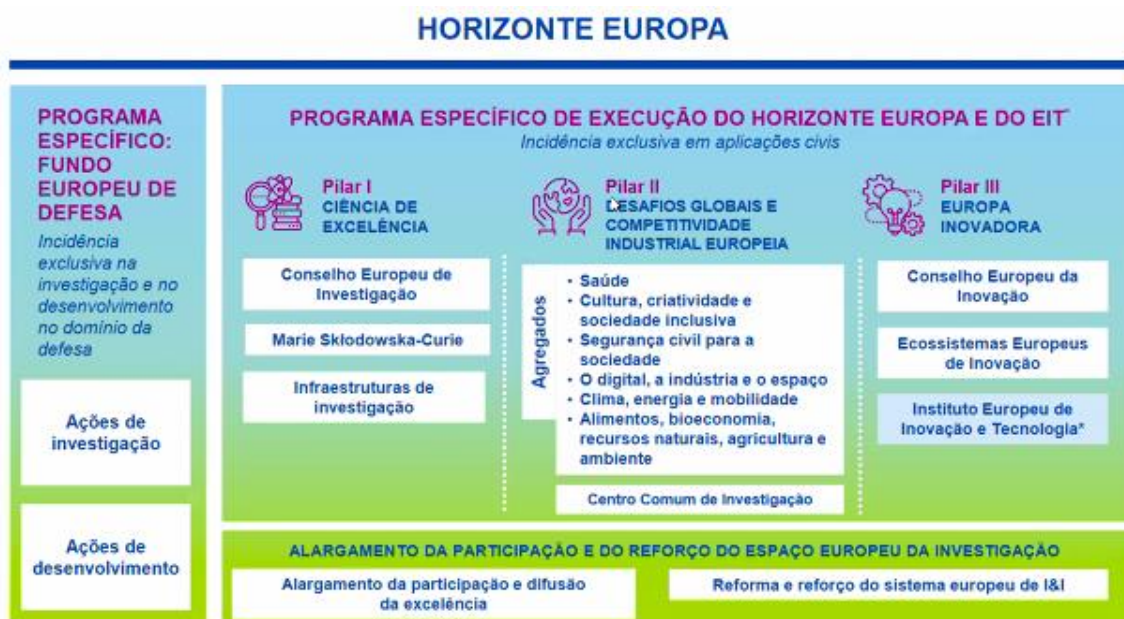 HORIZONTE EUROPA
PROGRAMA
ESPECÍFICO:
FUNDO
EUROPEU DE
DEFESA
Incidência
exclusiva na
investigação e no
desenvolvimento
no domínio da
defesa
Ações de
investigação
Ações de
desenvolvimento
PROGRAMA ESPECÍFICO DE EXECUÇÃO DO HORIZONTE EUROPA E DO EIT*
Incidência exclusiva em aplicações civis
Pilar I
CIÊNCIA DE
EXCELÊNCIA
Conselho Europeu de
Investigação
Marie Sklodowska-Curie
Infraestruturas de
investigação
Pilar II
DESAFIOS GLOBAIS E
COMPETITIVIDADE
INDUSTRIAL EUROPEIA
Agregados
• Saúde
• Cultura, criatividade e
sociedade inclusiva
• Segurança civil para a
sociedade
• O digital, a indústria e o espaço
• Clima, energia e mobilidade
• Alimentos, bioeconomia,
recursos naturais, agricultura e
ambiente
Centro Comum de Investigação
Pilar III
EUROPA
INOVADORA
Conselho Europeu da
Inovação
Ecossistemas Europeus
de Inovação
Instituto Europeu de
Inovação e Tecnologia*
ALARGAMENTO DA PARTICIPAÇÃO E DO REFORÇO DO ESPAÇO EUROPEU DA INVESTIGAÇÃO
Alargamento da participação e difusão
da excelência
Reforma e reforço do sistema europeu de I&I